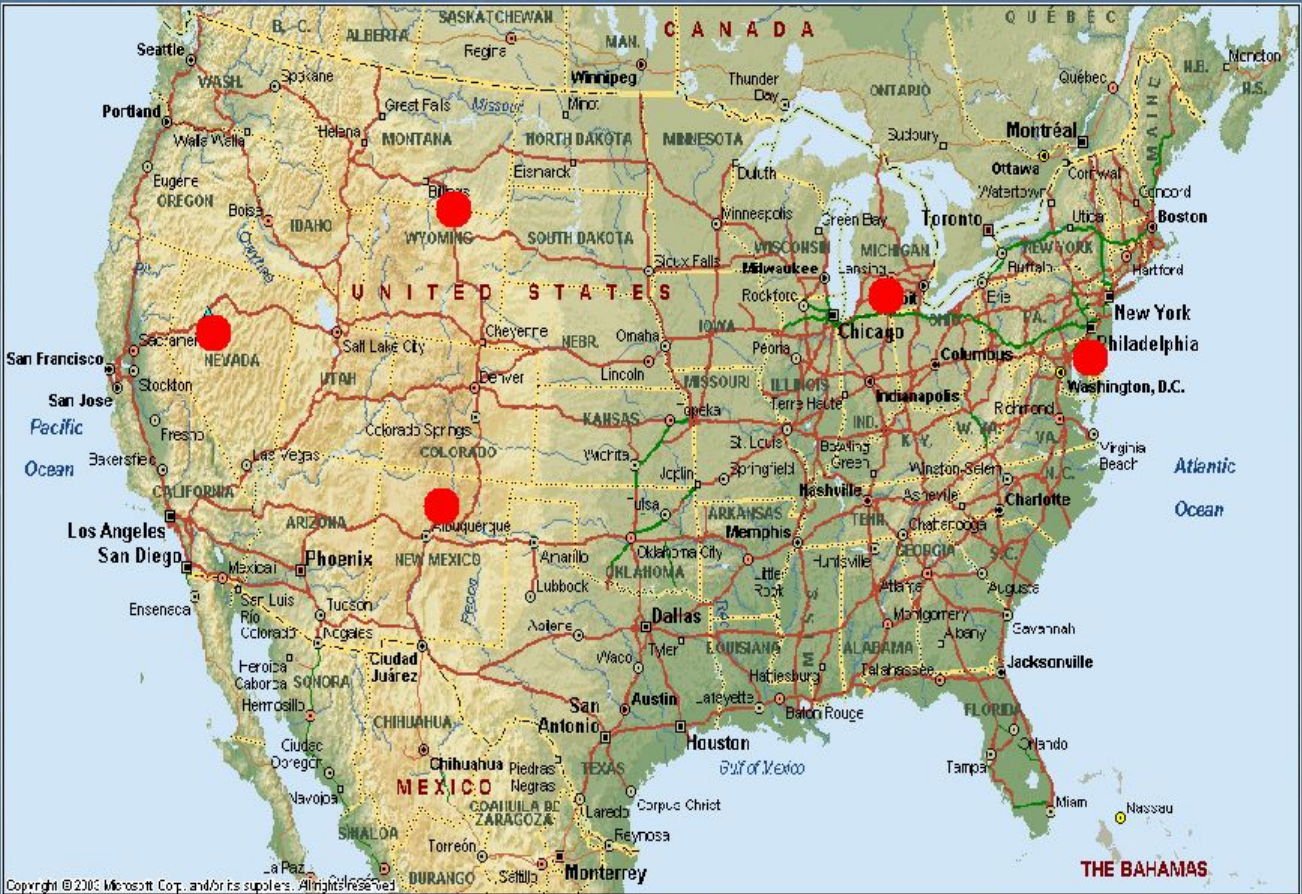 SASKATCHEWAN
QUÉBEC
B. C.
ALBERTA
CANADA
MAN.
Regina
Seattle
Moncton
N.B.
Spokane
WASH.
Winnipeg
Thunder
Bay
Québec
N.S.
ONTARIO
MAINE
Great Falls
Missouri
Minot
Portland
Walla Walla
Helena
MONTANA
NORTH DAKOTA
MINNESOTA
Sudbury
Montréal
Ottawa
Cornwall
Bismarck
Duluth
Eugene
OREGON
Watertown
Concord
Boise
IDAHO
Minneapolis
Green Bay
Toronto
Utica
Boston
WYOMING
SOUTH DAKOTA
WISCONSIN
MICHIGAN
NEW YORK
Sioux Falls
Milwaukee
Lansing
Buffalo
Hartford
UNITED STATES
Rockford
Erie
New York
IOWA
Chicago
OHIO
PA.
Cheyenne
Omaha
NEBR.
NEVADA
Salt Lake City
Peoria
Columbus
Philadelphia
San Francisco
UTAH
Denver
Lincoln
MISSOURI
ILLINOIS
Washington, D.C.
Stockton
San Jose
Indianapolis
Terre Haute
Pacific
Ocean
Fresno
Colorado Springs
COLORADO
KANSAS
Topeka
St. Louis
IND.
K Y.
W. VA.
Richmond
VA.
Bakersfield
Las Vegas
Wichita
Joplin
Springfield
Bowling
Green
Winston-Salem
Virginia
Beach
N.C.
Atlantic
Ocean
CALIFORNIA
Nashville
Asheville
Charlotte
Los Angeles
ARIZONA
Albuquerque
Tulsa
ARKANSAS
Memphis
TENN.
Chattanooga
San Diego
Mexicali
Phoenix
NEW MEXICO
Amarillo
Oklahoma City
OKLAHOMA
Huntsville
GEORGIA
S.C.
Little
Rock
Atlanta
Augusta
Ensenada
San Luis
Río
Colorado
Tucson
Nogales
Pecos
Lubbock
Red
MISS.
Montgomery
Abilene
Dallas
Tyler
Albany
Savannah
Heroica
Caborca
SONORA
Ciudad
Juárez
Waco
LOUISIANA
ALABAMA
Hattiesburg
Tallahassee
Jacksonville
Hermosillo
CHIHUAHUA
San
Antonio
Austin
Lafayette
Baton Rouge
FLORIDA
Houston
Ciudad
Obregon
Chihuahua
Piedras
Negras
TEXAS
Gulf of Mexico
Orlando
Tampa
Navojoa
MEXICO
COAHUILA DE
ZARAGOZA
Laredo
Corpus Christ
Miami
Nassau
SINALOA
Torreón
Reynosa
La Paz
DURANGO
Saltillo
Monterrey
THE BAHAMAS
Copyright © 2003 Microsoft Corp. and/or its suppliers. All rights reserved.